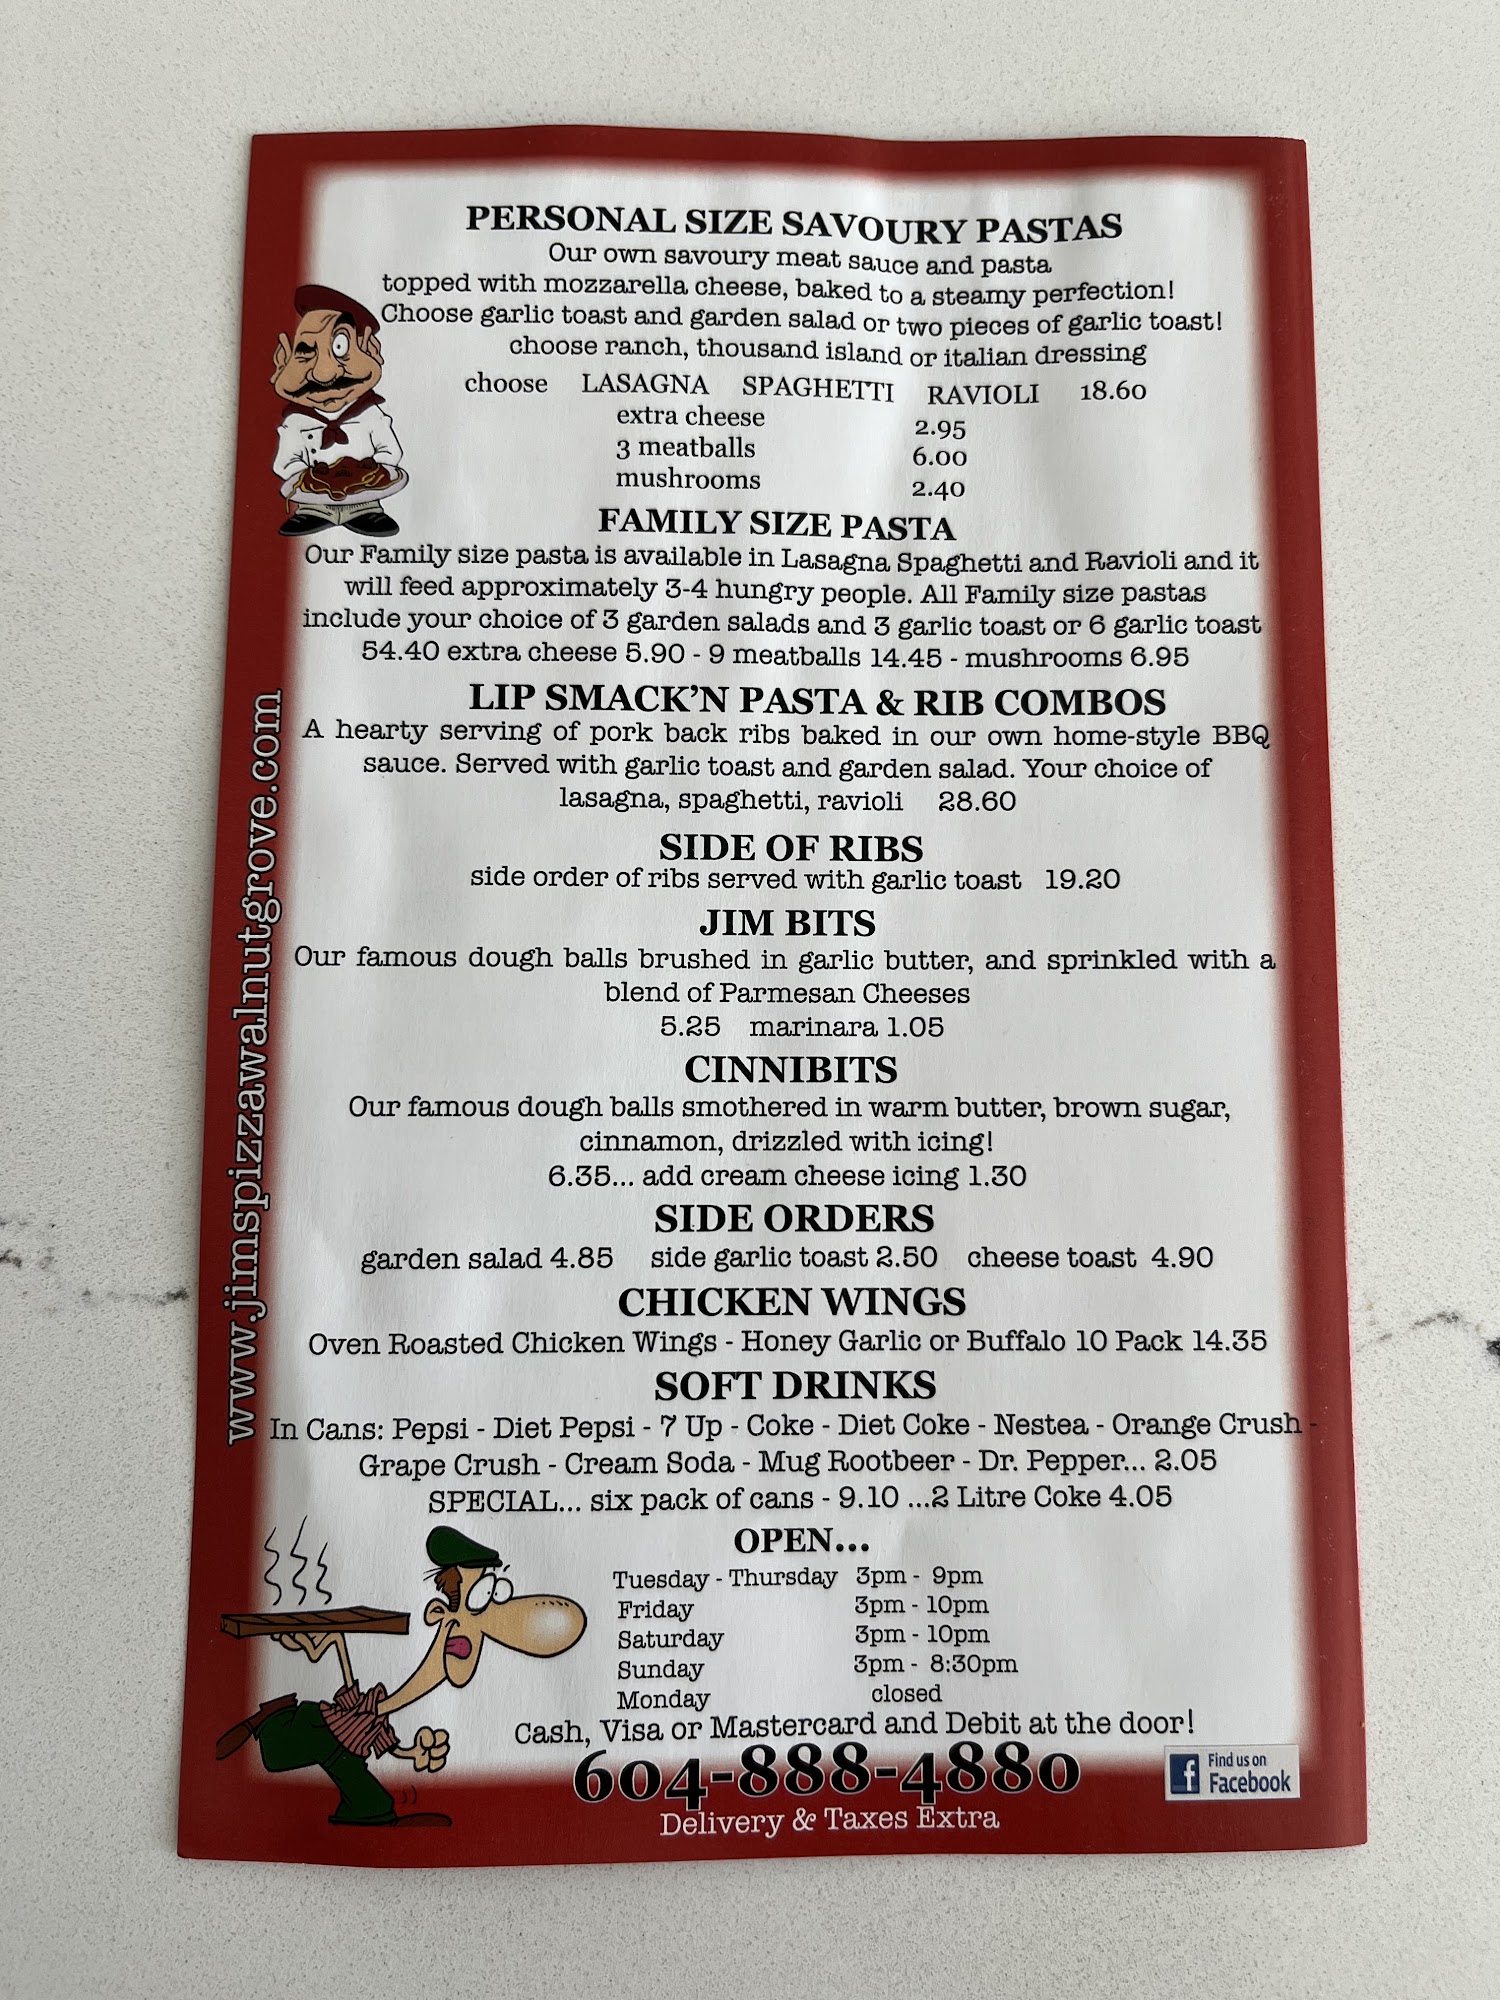 PERSONAL SIZE SAVOURY PASTAS
Our own savoury meat sauce and pasta
topped with mozzarella cheese, baked to a steamy perfection!
Choose garlic toast and garden salad or two pieces of garlic toast!
choose ranch, thousand island or italian dressing
choose LASAGNA SPAGHETTI RAVIOLI 18.60
extra cheese 2.95
3 meatballs 6.00
mushrooms 2.40
FAMILY SIZE PASTA
Our Family size pasta is available in Lasagna Spaghetti and Ravioli and it
will feed approximately 3-4 hungry people. All Family size pastas
include your choice of 3 garden salads and 3 garlic toast or 6 garlic toast
54.40 extra cheese 5.90 - 9 meatballs 14.45 - mushrooms 6.95
LIP SMACK'N PASTA & RIB COMBOS
A hearty serving of pork back ribs baked in our own home-style BBQ
sauce. Served with garlic toast and garden salad. Your choice of
lasagna, spaghetti, ravioli 28.60
SIDE OF RIBS
side order of ribs served with garlic toast 19.20
JIM BITS
Our famous dough balls brushed in garlic butter, and sprinkled with a
blend of Parmesan Cheeses
5.25 marinara 1.05
CINNIBITS
Our famous dough balls smothered in warm butter, brown sugar,
cinnamon, drizzled with icing!
6.35... add cream cheese icing 1.30
SIDE ORDERS
garden salad 4.85 side garlic toast 2.50 cheese toast 4.90
CHICKEN WINGS
Oven Roasted Chicken Wings - Honey Garlic or Buffalo 10 Pack 14.35
SOFT DRINKS
In Cans: Pepsi - Diet Pepsi - 7 Up - Coke - Diet Coke - Nestea - Orange Crush -
Grape Crush - Cream Soda - Mug Rootbeer - Dr. Pepper... 2.05
SPECIAL... six pack of cans - 9.10 ...2 Litre Coke 4.05
OPEN...
Tuesday - Thursday 3pm - 9pm
Friday 3pm - 10pm
Saturday 3pm - 10pm
Sunday 3pm - 8:30pm
Monday closed
Cash, Visa or Mastercard and Debit at the door!
604-888-4880
Delivery & Taxes Extra
f Find us on
Facebook
www.jimspizzawalnutgrove.com